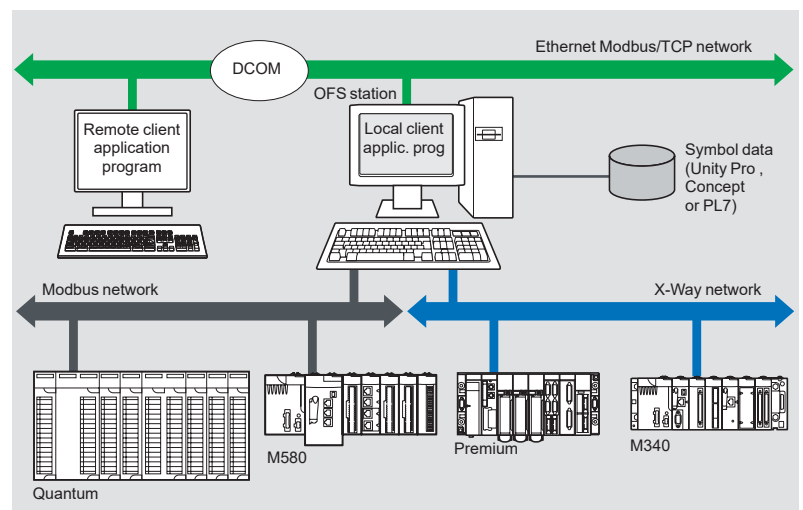 Ethernet Modbus/TCP network
DCOM
OFS station
Remote client
application
program
Local client
applic. prog
Symbol data
(Unity Pro ,
Concept
or PL7)
Modbus network
X-Way network
Quantum
M580
Premium
M340